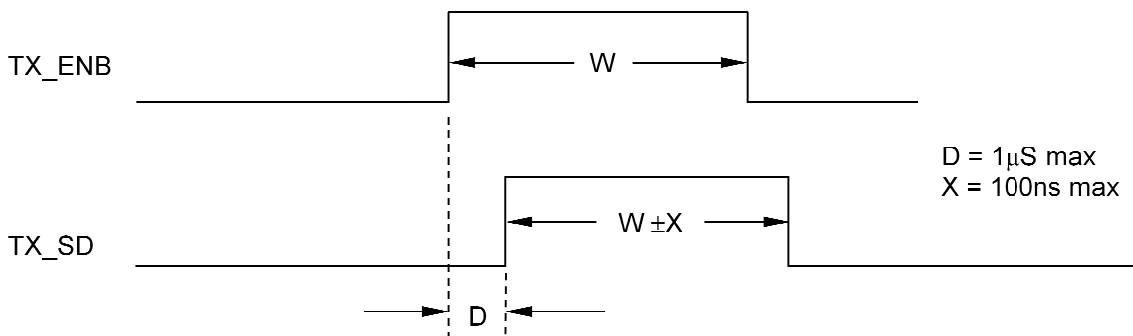 TX_ENB
W
D = 1μS max
X = 100ns max
TX_SD
W ±X
D